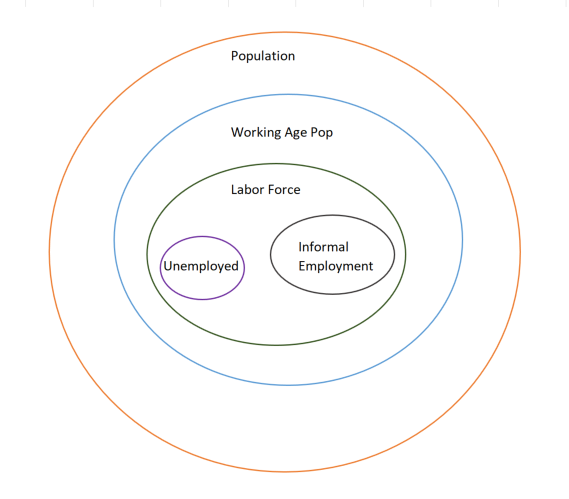 Population
Working Age Pop
Labor Force
Unemployed
Informal
Employment